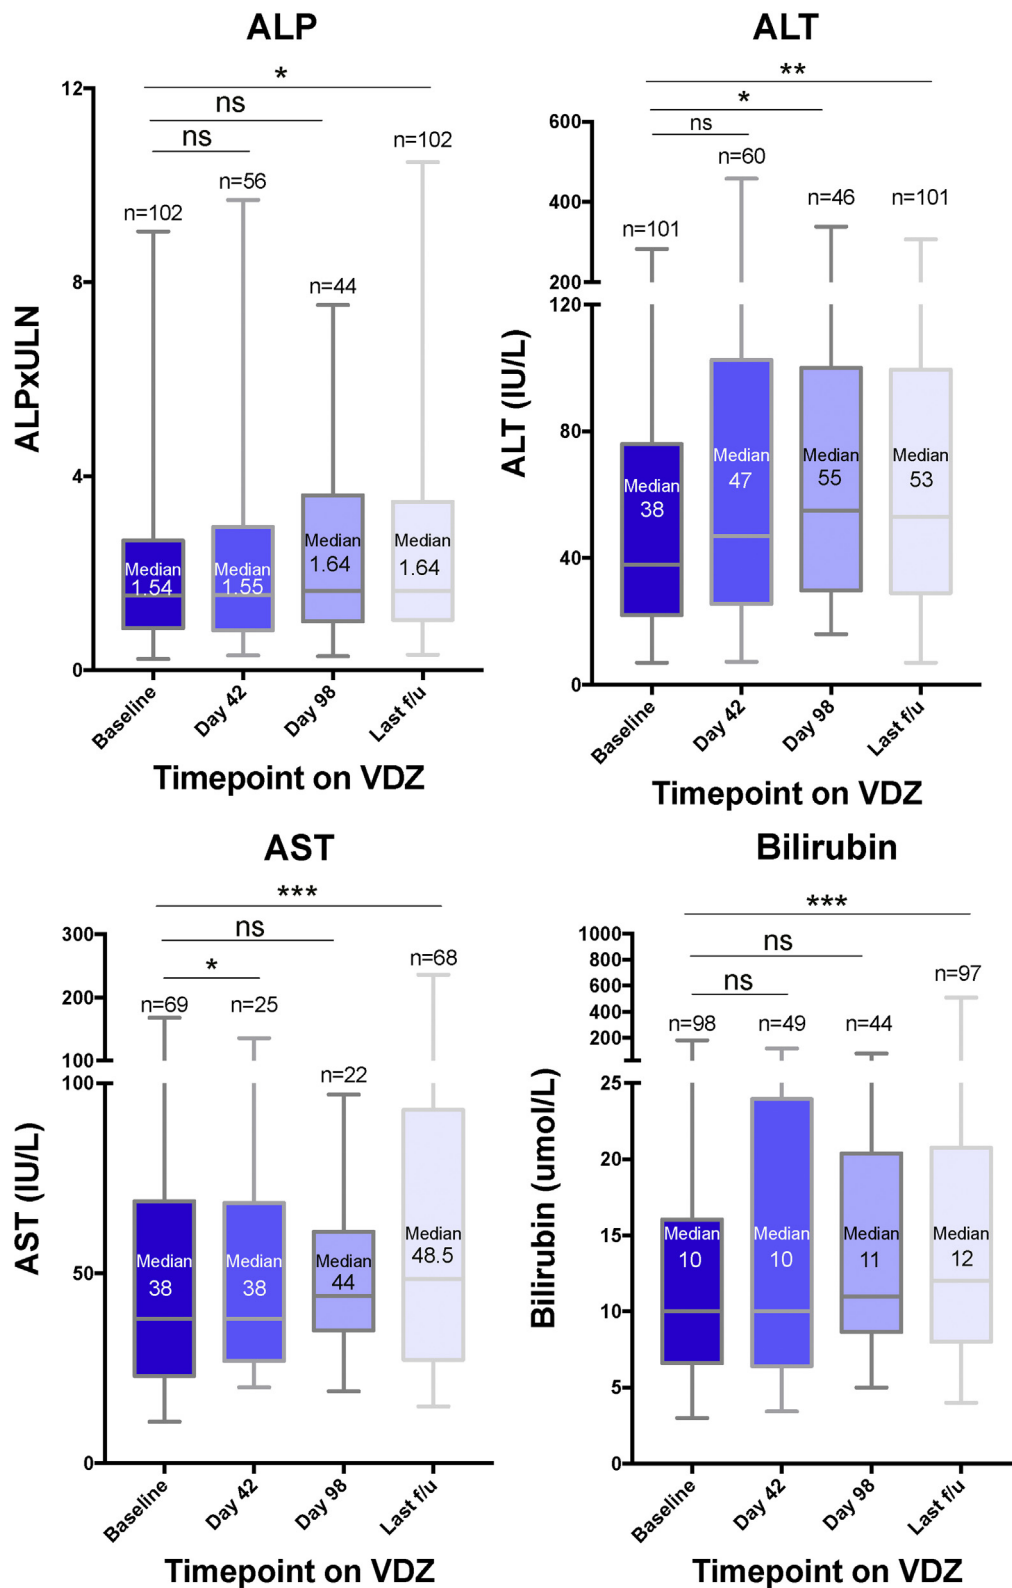 ALP
*
ns
ns
12
8
4
0
ALPxULN
n=102
n=56
n=44
n=102
Median
1.54
Median
1.55
Median
1.64
Median
1.64
Baseline
Day 42
Day 98
Last f/u
Timepoint on VDZ
ALT
**
*
ns
600
400
200
120
80
40
0
ALT (IU/L)
n=101
n=60
n=46
n=101
Median
38
Median
47
Median
55
Median
53
Baseline
Day 42
Day 98
Last f/u
Timepoint on VDZ
AST
***
ns
*
300
200
100
100
50
0
AST (IU/L)
n=69
n=25
n=22
n=68
Median
38
Median
38
Median
44
Median
48.5
Baseline
Day 42
Day 98
Last f/u
Timepoint on VDZ
Bilirubin
***
ns
ns
1000
800
600
400
200
25
20
15
10
5
0
Bilirubin (umol/L)
n=98
n=49
n=44
n=97
Median
10
Median
10
Median
11
Median
12
Baseline
Day 42
Day 98
Last f/u
Timepoint on VDZ